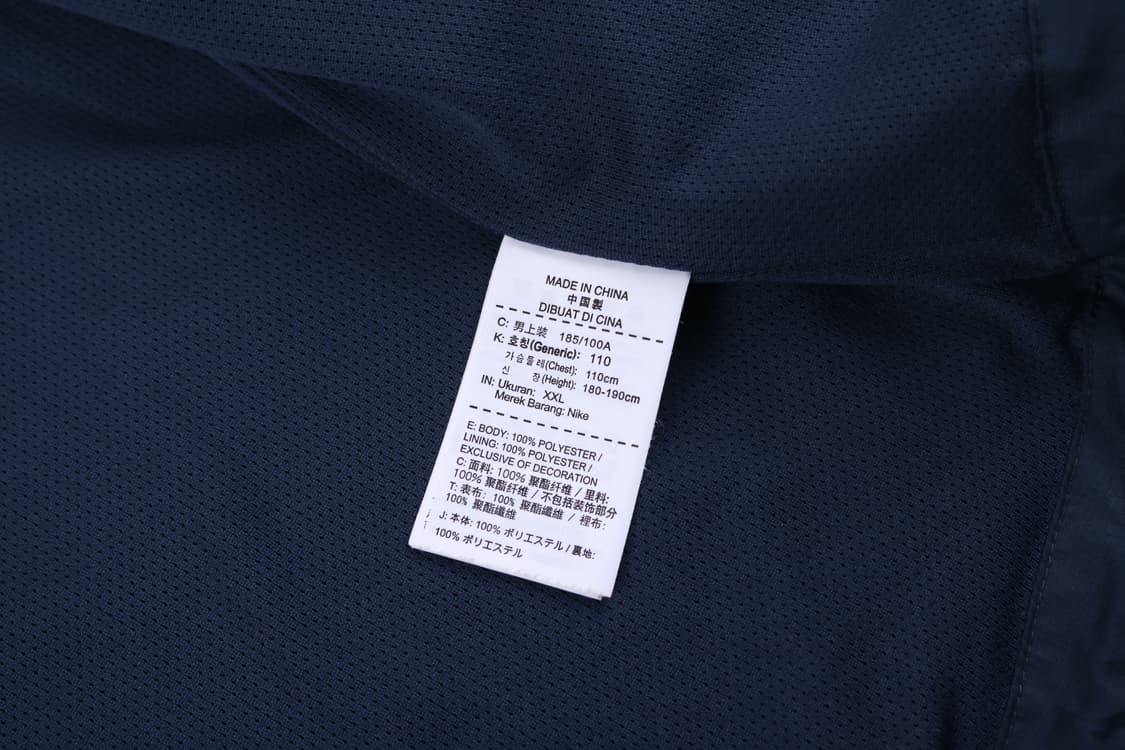 MADE IN CHINA
中国製
DIBUAT DI CINA
C: 男上装 185/100A
K: 호칭(Generic): 110
가슴둘레(Chest): 110cm
신 장(Height): 180-190cm
IN: Ukuran: XXL
Merek Barang: Nike
E: BODY: 100% POLYESTER /
LINING: 100% POLYESTER /
EXCLUSIVE OF DECORATION
C: 面料: 100% 聚酯纤维 / 里料:
100% 聚酯纤维 / 不包括装饰部分
T: 表布: 100% 聚酯纖維 / 裡布:
100% 聚酯纖維
J: 本体: 100% ポリエステル / 裏地:
100% ポリエステル